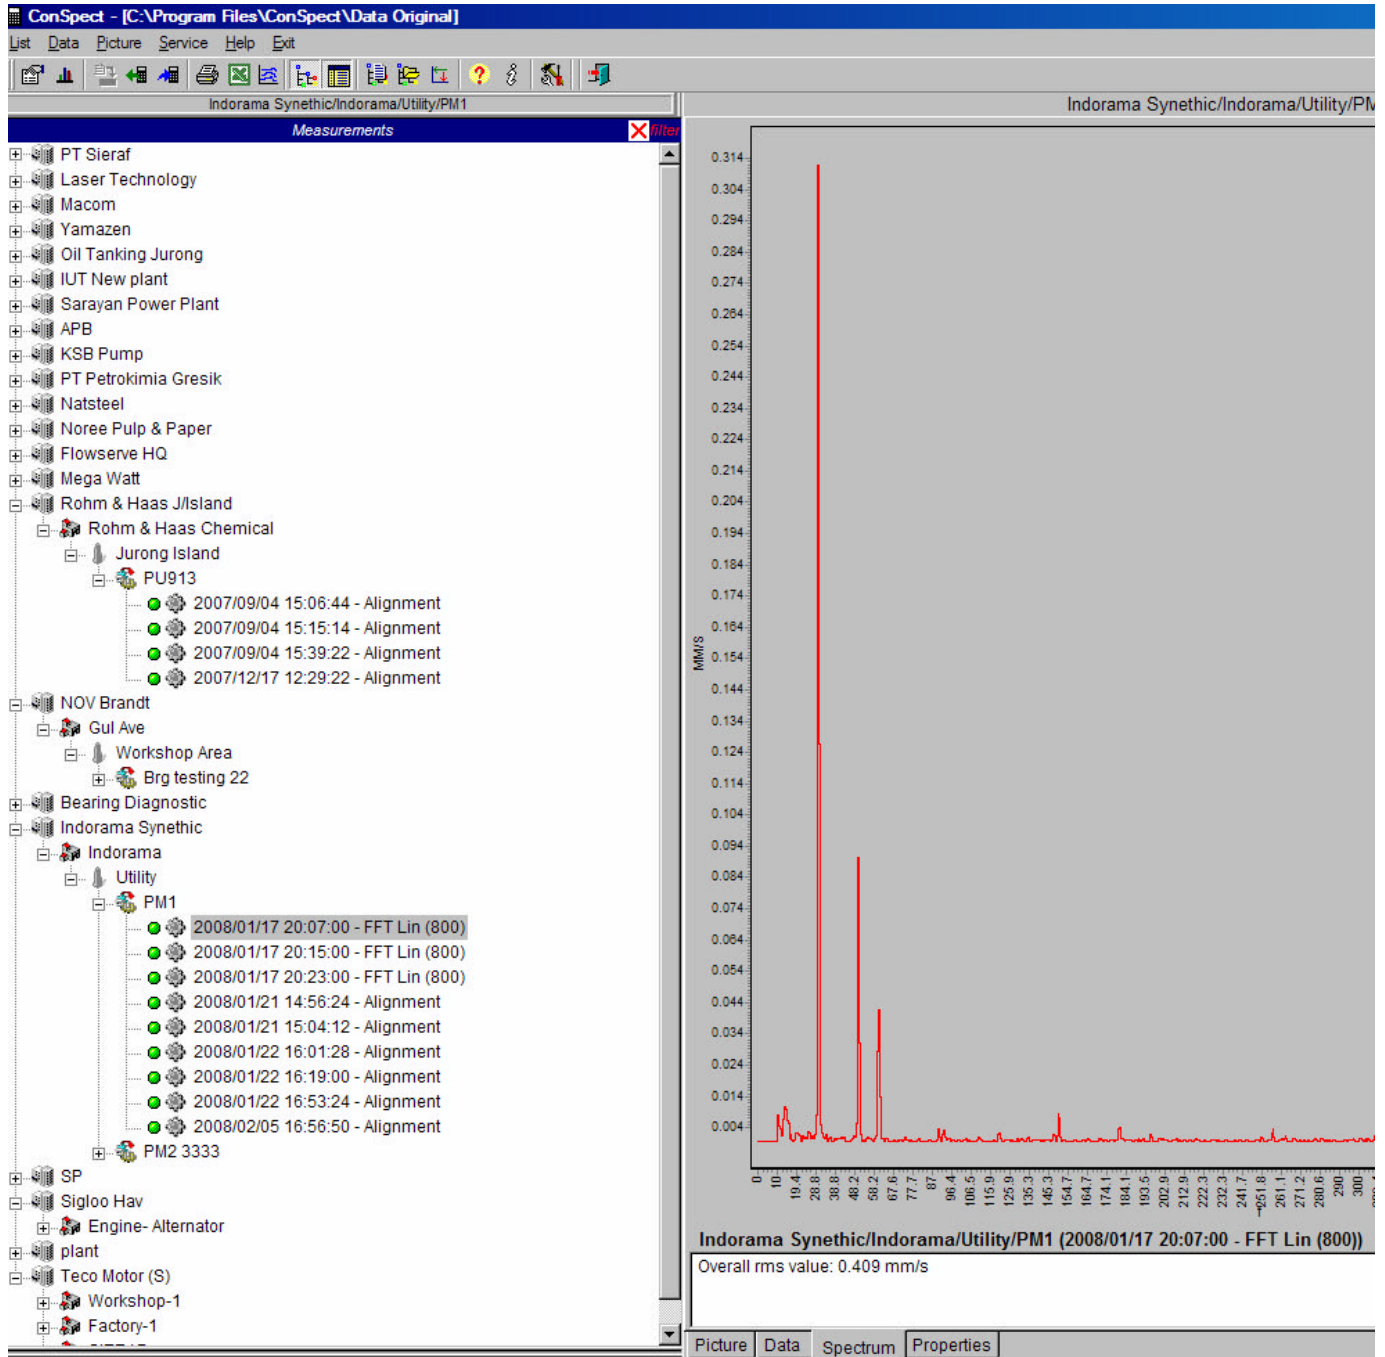 ConSpect - [C:\Program Files\ConSpect\Data Original]
List Data Picture Service Help Exit
Indorama Synethic/Indorama/Utility/PM1
Measurements
filter
PT Sieraf
Laser Technology
Macom
Yamazen
Oil Tanking Jurong
IUT New plant
Sarayan Power Plant
APB
KSB Pump
PT Petrokimia Gresik
Natsteel
Noree Pulp & Paper
Flowserve HQ
Mega Watt
Rohm & Haas J/Island
Rohm & Haas Chemical
Jurong Island
PU913
2007/09/04 15:06:44 - Alignment
2007/09/04 15:15:14 - Alignment
2007/09/04 15:39:22 - Alignment
2007/12/17 12:29:22 - Alignment
NOV Brandt
Gul Ave
Workshop Area
Brg testing 22
Bearing Diagnostic
Indorama Synethic
Indorama
Utility
PM1
2008/01/17 20:07:00 - FFT Lin (800)
2008/01/17 20:15:00 - FFT Lin (800)
2008/01/17 20:23:00 - FFT Lin (800)
2008/01/21 14:56:24 - Alignment
2008/01/21 15:04:12 - Alignment
2008/01/22 16:01:28 - Alignment
2008/01/22 16:19:00 - Alignment
2008/01/22 16:53:24 - Alignment
2008/02/05 16:56:50 - Alignment
PM2 3333
SP
Sigloo Hav
Engine- Alternator
plant
Teco Motor (S)
Workshop-1
Factory-1
Indorama Synethic/Indorama/Utility/PM
0.314
0.304
0.294
0.284
0.274
0.264
0.254
0.244
0.234
0.224
0.214
0.204
0.194
0.184
0.174
0.164
0.154
0.144
0.134
0.124
0.114
0.104
0.094
0.084
0.074
0.064
0.054
0.044
0.034
0.024
0.014
0.004
MM/S
0 10 19.4 28.8 38.8 48.2 58.2 67.6 77.7 87 96.4 106.5 115.9 125.9 135.3 145.3 154.7 164.7 174.1 184.1 193.5 202.9 212.9 222.3 232.3 241.7 251.8 261.1 271.2 280.6 290 300
Indorama Synethic/Indorama/Utility/PM1 (2008/01/17 20:07:00 - FFT Lin (800))
Overall rms value: 0.409 mm/s
Picture Data Spectrum Properties